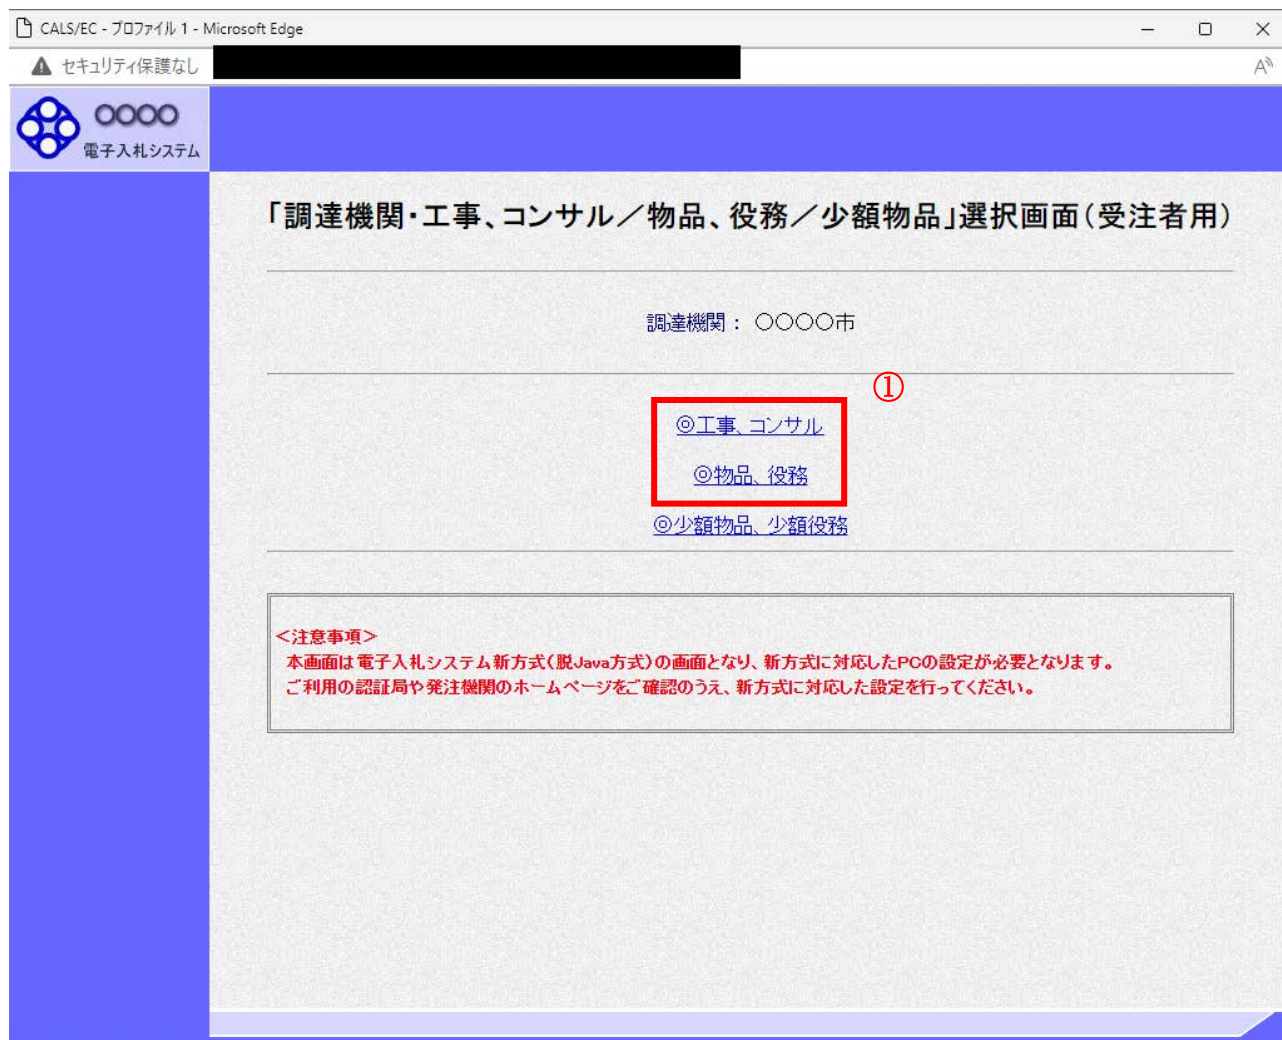 CALS/EC - プロファイル 1 - Microsoft Edge
セキュリティ保護なし
〇〇〇〇
電子入札システム
「調達機関・工事、コンサル／物品、役務／少額物品」選択画面（受注者用）
調達機関： 〇〇〇〇市
①
◎工事、コンサル
◎物品、役務
◎少額物品、少額役務
＜注意事項＞
本画面は電子入札システム新方式（脱Java方式）の画面となり、新方式に対応したPCの設定が必要となります。
ご利用の認証局や発注機関のホームページをご確認のうえ、新方式に対応した設定を行ってください。